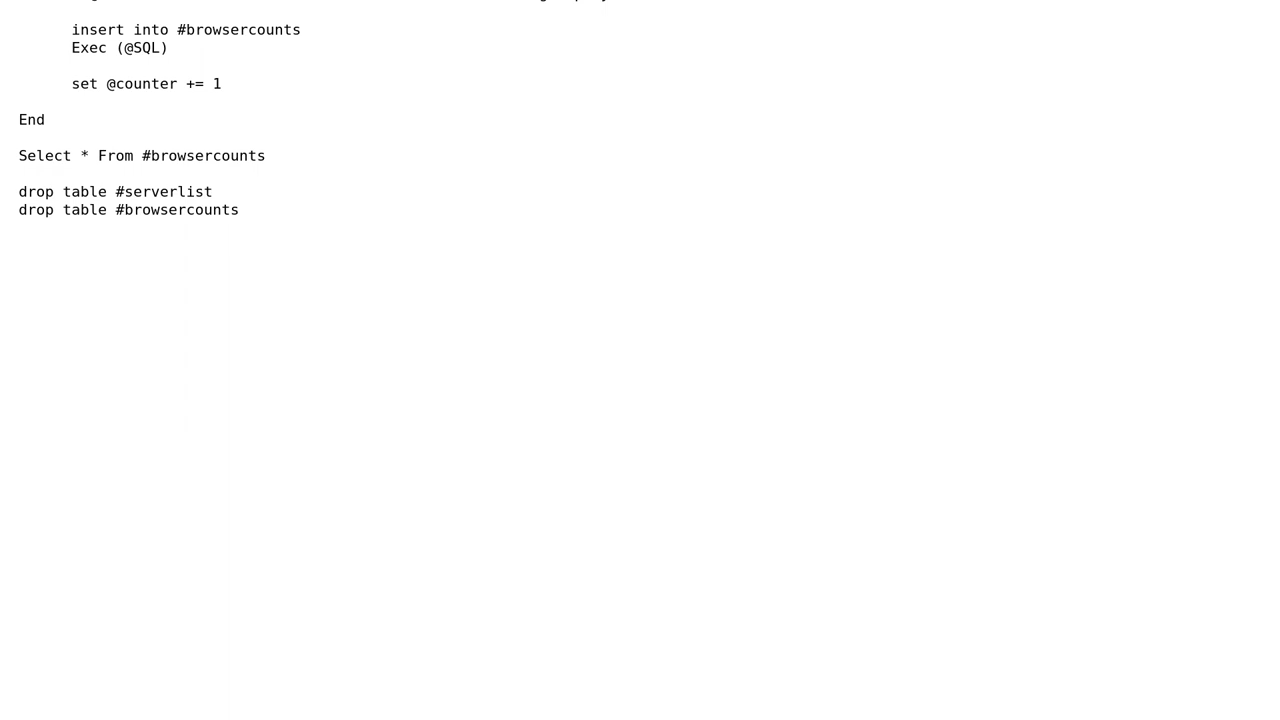 insert into #browsercounts
Exec (@SQL)
set @counter += 1
End
Select * From #browsercounts
drop table #serverlist
drop table #browsercounts